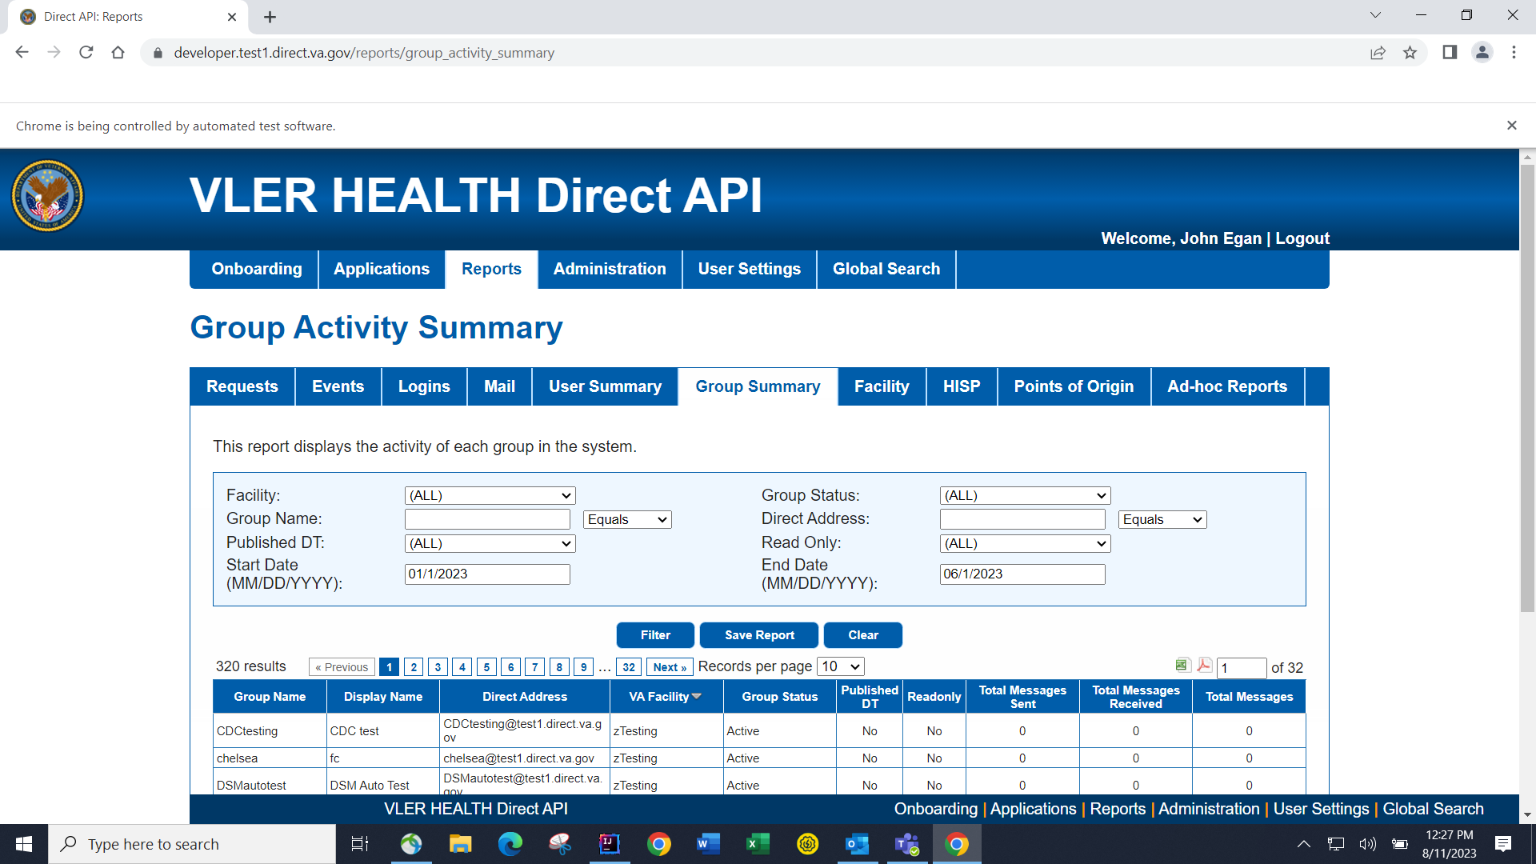 Direct API: Reports
developer.test1.direct.va.gov/reports/group_activity_summary
Chrome is being controlled by automated test software.
VLER HEALTH Direct API
Welcome, John Egan | Logout
Onboarding Applications Reports Administration User Settings Global Search
Group Activity Summary
Requests Events Logins Mail User Summary Group Summary Facility HISP Points of Origin Ad-hoc Reports
This report displays the activity of each group in the system.
Facility: (ALL) Group Status: (ALL)
Group Name: Equals Direct Address: Equals
Published DT: (ALL) Read Only: (ALL)
Start Date
(MM/DD/YYYY): 01/1/2023
End Date
(MM/DD/YYYY): 06/1/2023
Filter Save Report Clear
320 results « Previous 1 2 3 4 5 6 7 8 9 ... 32 Next » Records per page 10 1 of 32
Group Name Display Name Direct Address VA Facility Group Status Published DT Readonly Total Messages Sent Total Messages Received Total Messages
CDCtesting CDC test CDCtesting@test1.direct.va.gov zTesting Active No No 0 0 0
chelsea fc chelsea@test1.direct.va.gov zTesting Active No No 0 0 0
DSMautotest DSM Auto Test DSMautotest@test1.direct.va.gov zTesting Active No No 0 0 0
VLER HEALTH Direct API Onboarding | Applications | Reports | Administration | User Settings | Global Search
Type here to search
12:27 PM
8/11/2023